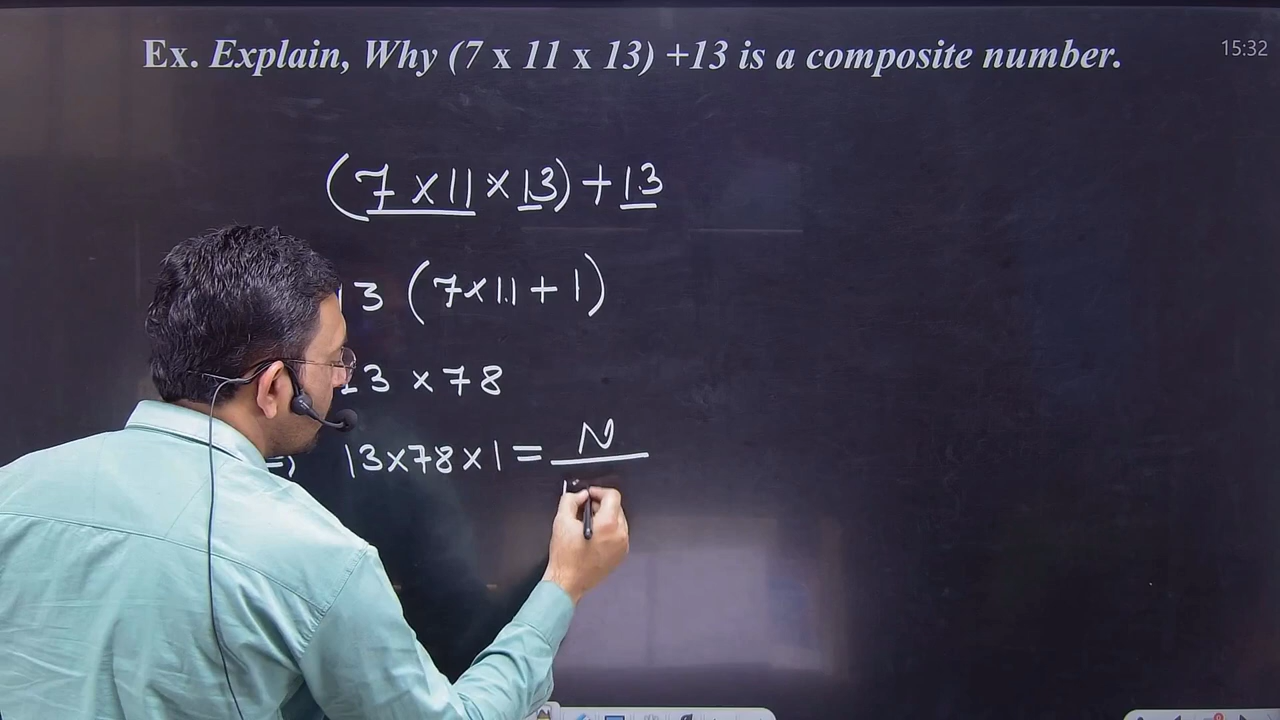 Ex. Explain, Why (7 x 11 x 13) +13 is a composite number.
15:32
(7 × 11 × 13) + 13
13 (7×11 + 1)
13 × 78
⇒ 13×78×1 = N